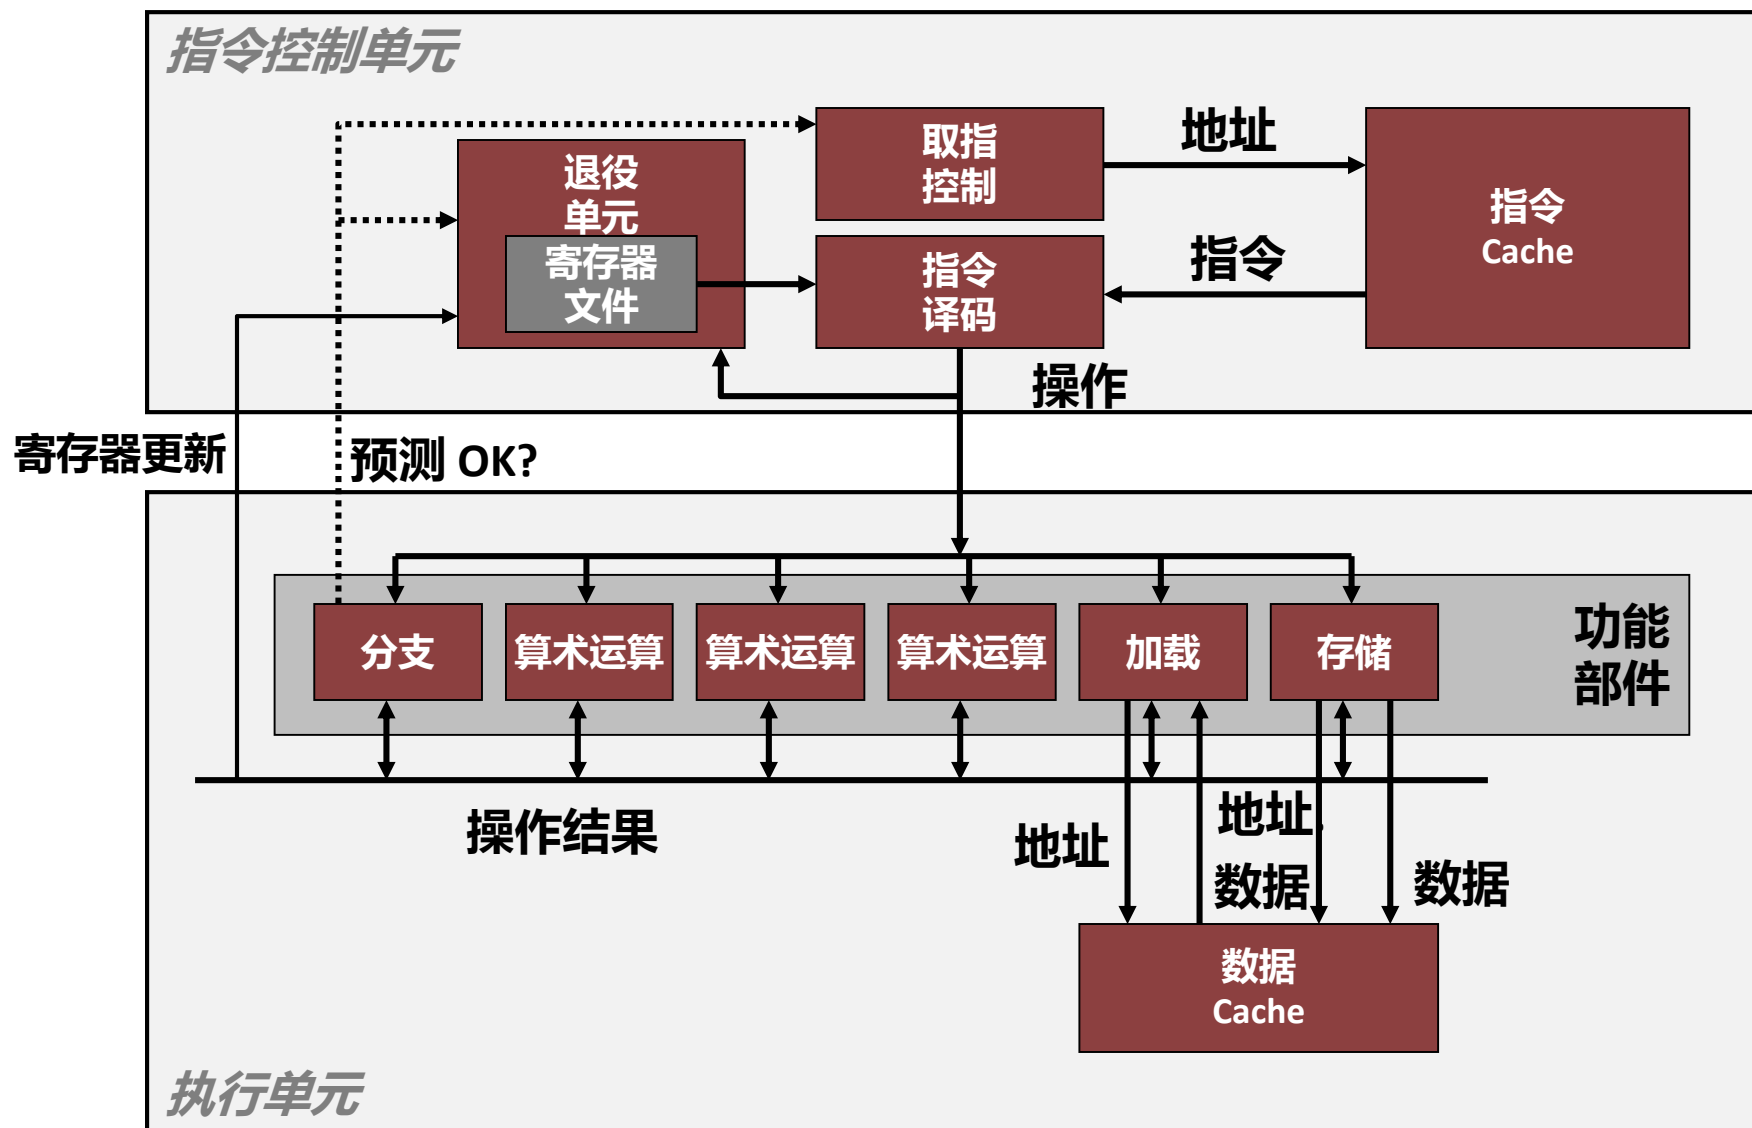 指令控制单元
取指
控制
地址
指令
Cache
退役
单元
寄存器
文件
指令
译码
指令
操作
寄存器更新
预测 OK?
分支
算术运算
算术运算
算术运算
加载
存储
功能
部件
操作结果
地址
地址,
数据
数据
数据
Cache
执行单元